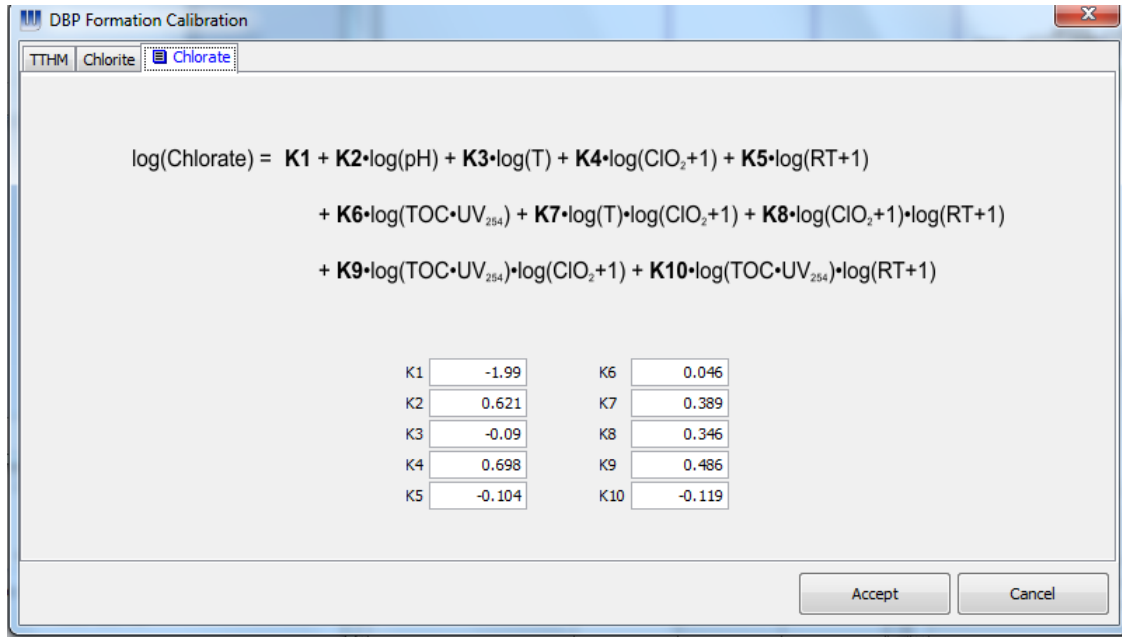 DBP Formation Calibration
TTHM Chlorite Chlorate
log(Chlorate) = K1 + K2•log(pH) + K3•log(T) + K4•log(ClO₂+1) + K5•log(RT+1)
+ K6•log(TOC•UV₂₅₄) + K7•log(T)•log(ClO₂+1) + K8•log(ClO₂+1)•log(RT+1)
+ K9•log(TOC•UV₂₅₄)•log(ClO₂+1) + K10•log(TOC•UV₂₅₄)•log(RT+1)
K1 -1.99 K6 0.046
K2 0.621 K7 0.389
K3 -0.09 K8 0.346
K4 0.698 K9 0.486
K5 -0.104 K10 -0.119
Accept Cancel